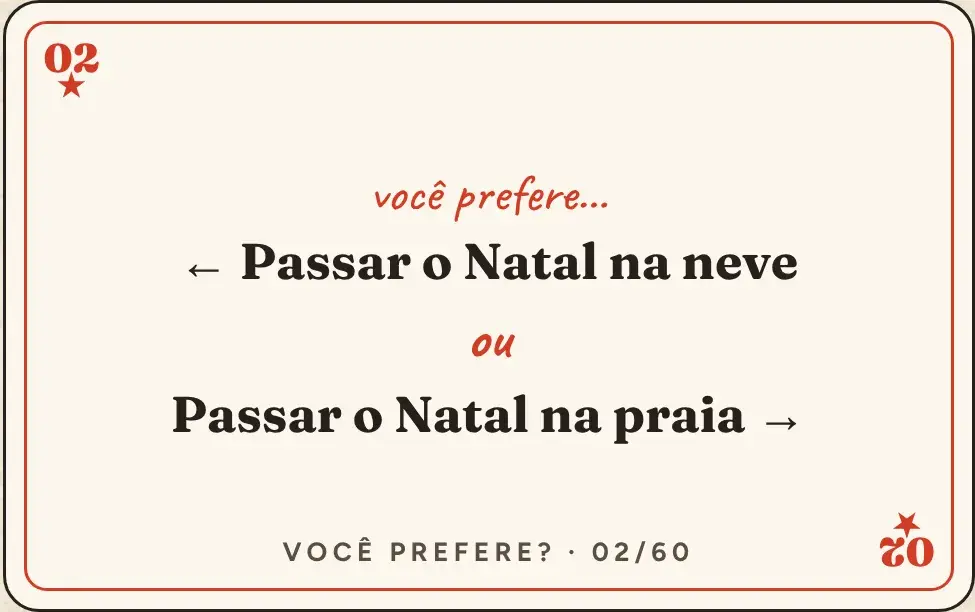 02
★
você prefere...
← Passar o Natal na neve
ou
Passar o Natal na praia →
VOCÊ PREFERE? · 02/60
★
02